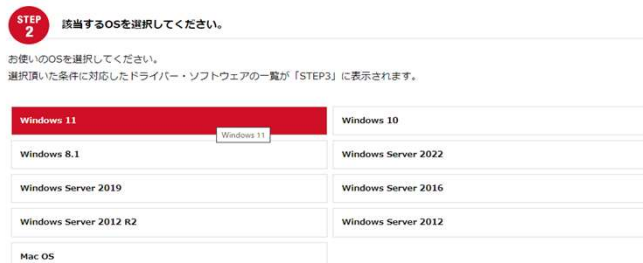 STEP
2
該当するOSを選択してください。
お使いのOSを選択してください。
選択頂いた条件に対応したドライバー・ソフトウェアの一覧が「STEP3」に表示されます。
Windows 11
Windows 10
Windows 11
Windows 8.1
Windows Server 2022
Windows Server 2019
Windows Server 2016
Windows Server 2012 R2
Windows Server 2012
Mac OS